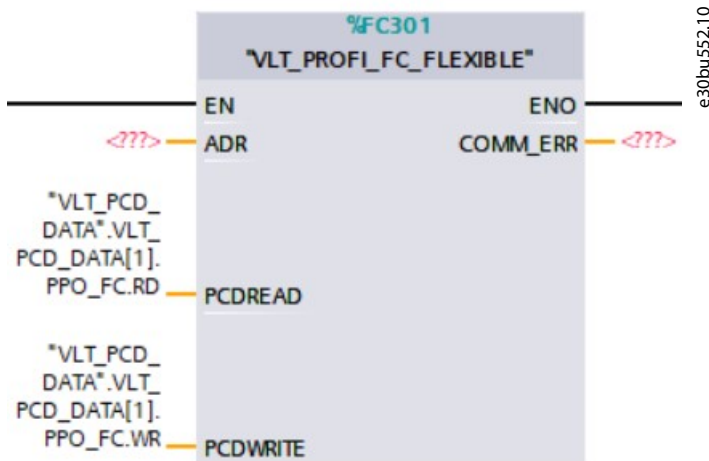 %FC301
"VLT_PROFI_FC_FLEXIBLE"
EN
ENO
<???>
ADR
COMM_ERR
<???>
"VLT_PCD_
DATA".VLT_
PCD_DATA[1].
PPO_FC.RD
PCDREAD
"VLT_PCD_
DATA".VLT_
PCD_DATA[1].
PPO_FC.WR
PCDWRITE
e30bu552.10